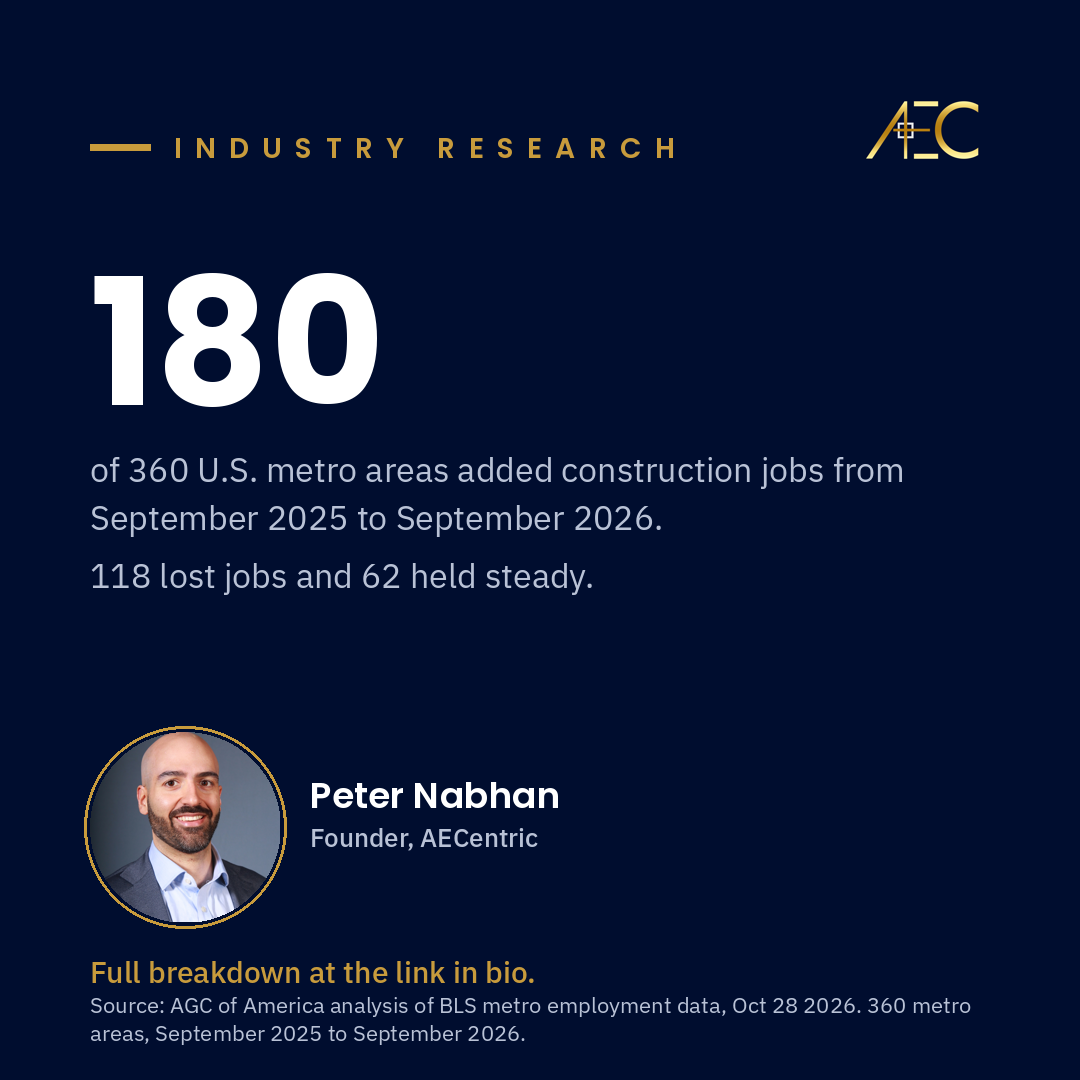 INDUSTRY RESEARCH
AEC
180
of 360 U.S. metro areas added construction jobs from
September 2025 to September 2026.
118 lost jobs and 62 held steady.
Peter Nabhan
Founder, AECentric
Full breakdown at the link in bio.
Source: AGC of America analysis of BLS metro employment data, Oct 28 2026. 360 metro
areas, September 2025 to September 2026.